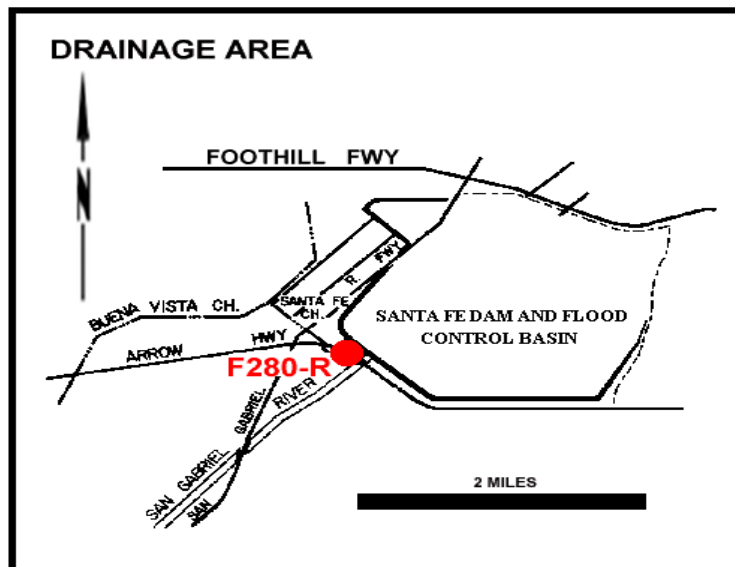 DRAINAGE AREA
N
FOOTHILL FWY
R. FWY
SANTA FE
CH.
BUENA VISTA CH.
SANTA FE DAM AND FLOOD
CONTROL BASIN
ARROW HWY
F280-R
SAN GABRIEL RIVER
SAN GABRIEL
2 MILES